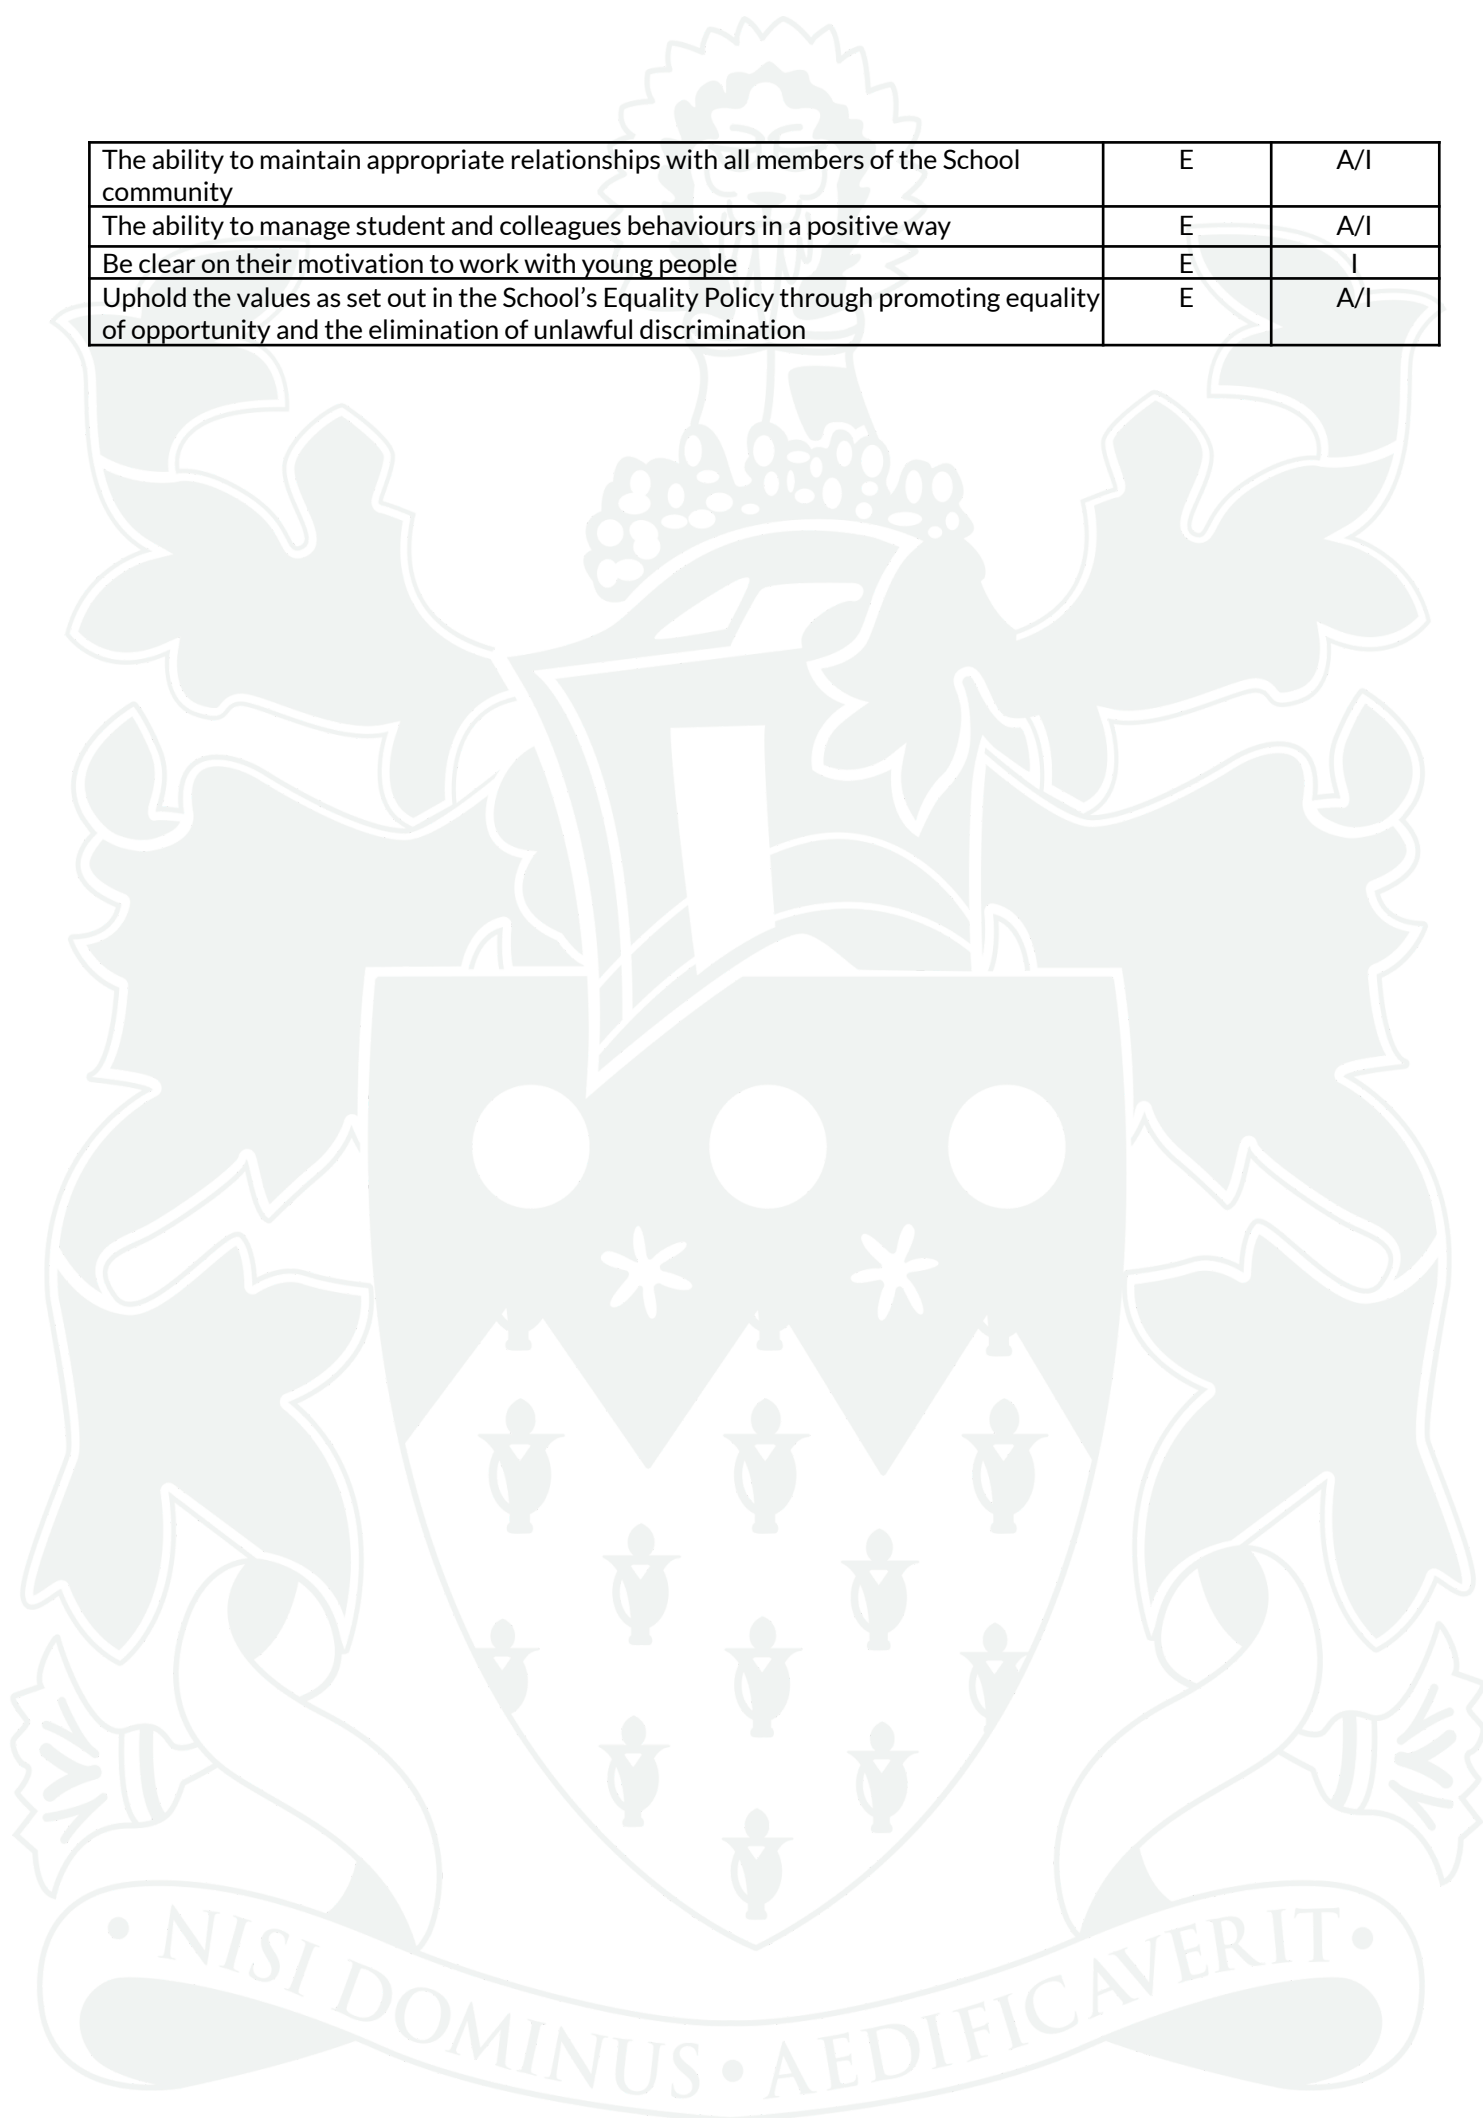 The ability to maintain appropriate relationships with all members of the School E A/I
community
The ability to manage student and colleagues behaviours in a positive way E A/I
Be clear on their motivation to work with young people E I
Uphold the values as set out in the School’s Equality Policy through promoting equality E A/I
of opportunity and the elimination of unlawful discrimination
• NISI DOMINUS • AEDIFICAVERIT •